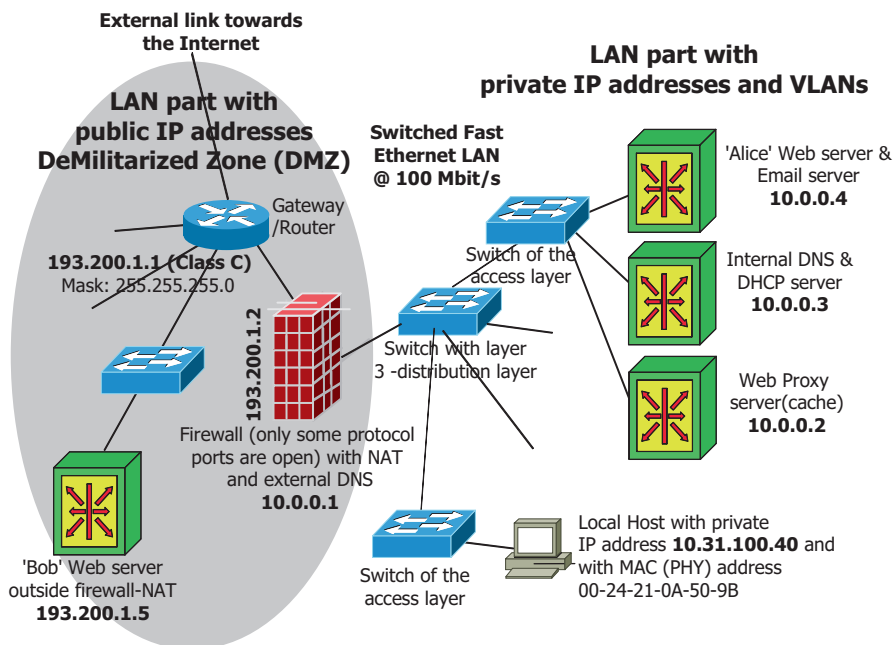 External link towards
the Internet
LAN part with
private IP addresses and VLANs
LAN part with
public IP addresses
DeMilitarized Zone (DMZ)
Switched Fast
Ethernet LAN
@ 100 Mbit/s
'Alice' Web server &
Email server
10.0.0.4
Gateway
/Router
193.200.1.1 (Class C)
Mask: 255.255.255.0
Switch of the
access layer
Internal DNS &
DHCP server
10.0.0.3
193.200.1.2
Switch with layer
3 -distribution layer
Web Proxy
server(cache)
10.0.0.2
Firewall (only some protocol
ports are open) with NAT
and external DNS
10.0.0.1
'Bob' Web server
outside firewall-NAT
193.200.1.5
Switch of the
access layer
Local Host with private
IP address 10.31.100.40 and
with MAC (PHY) address
00-24-21-0A-50-9B